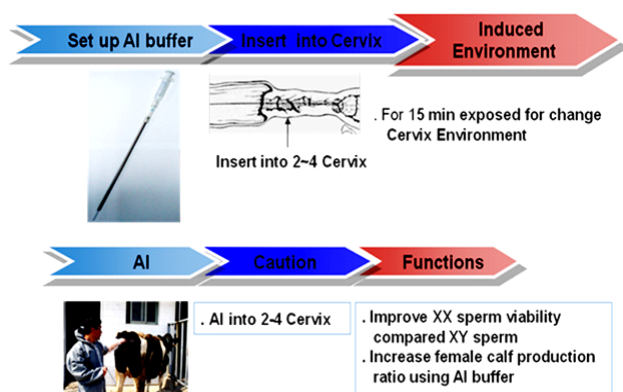 Set up AI buffer
Insert into Cervix
Induced
Environment
. For 15 min exposed for change
Cervix Environment
Insert into 2~4 Cervix
AI
Caution
Functions
. AI into 2-4 Cervix
. Improve XX sperm viability
compared XY sperm
. Increase female calf production
ratio using AI buffer